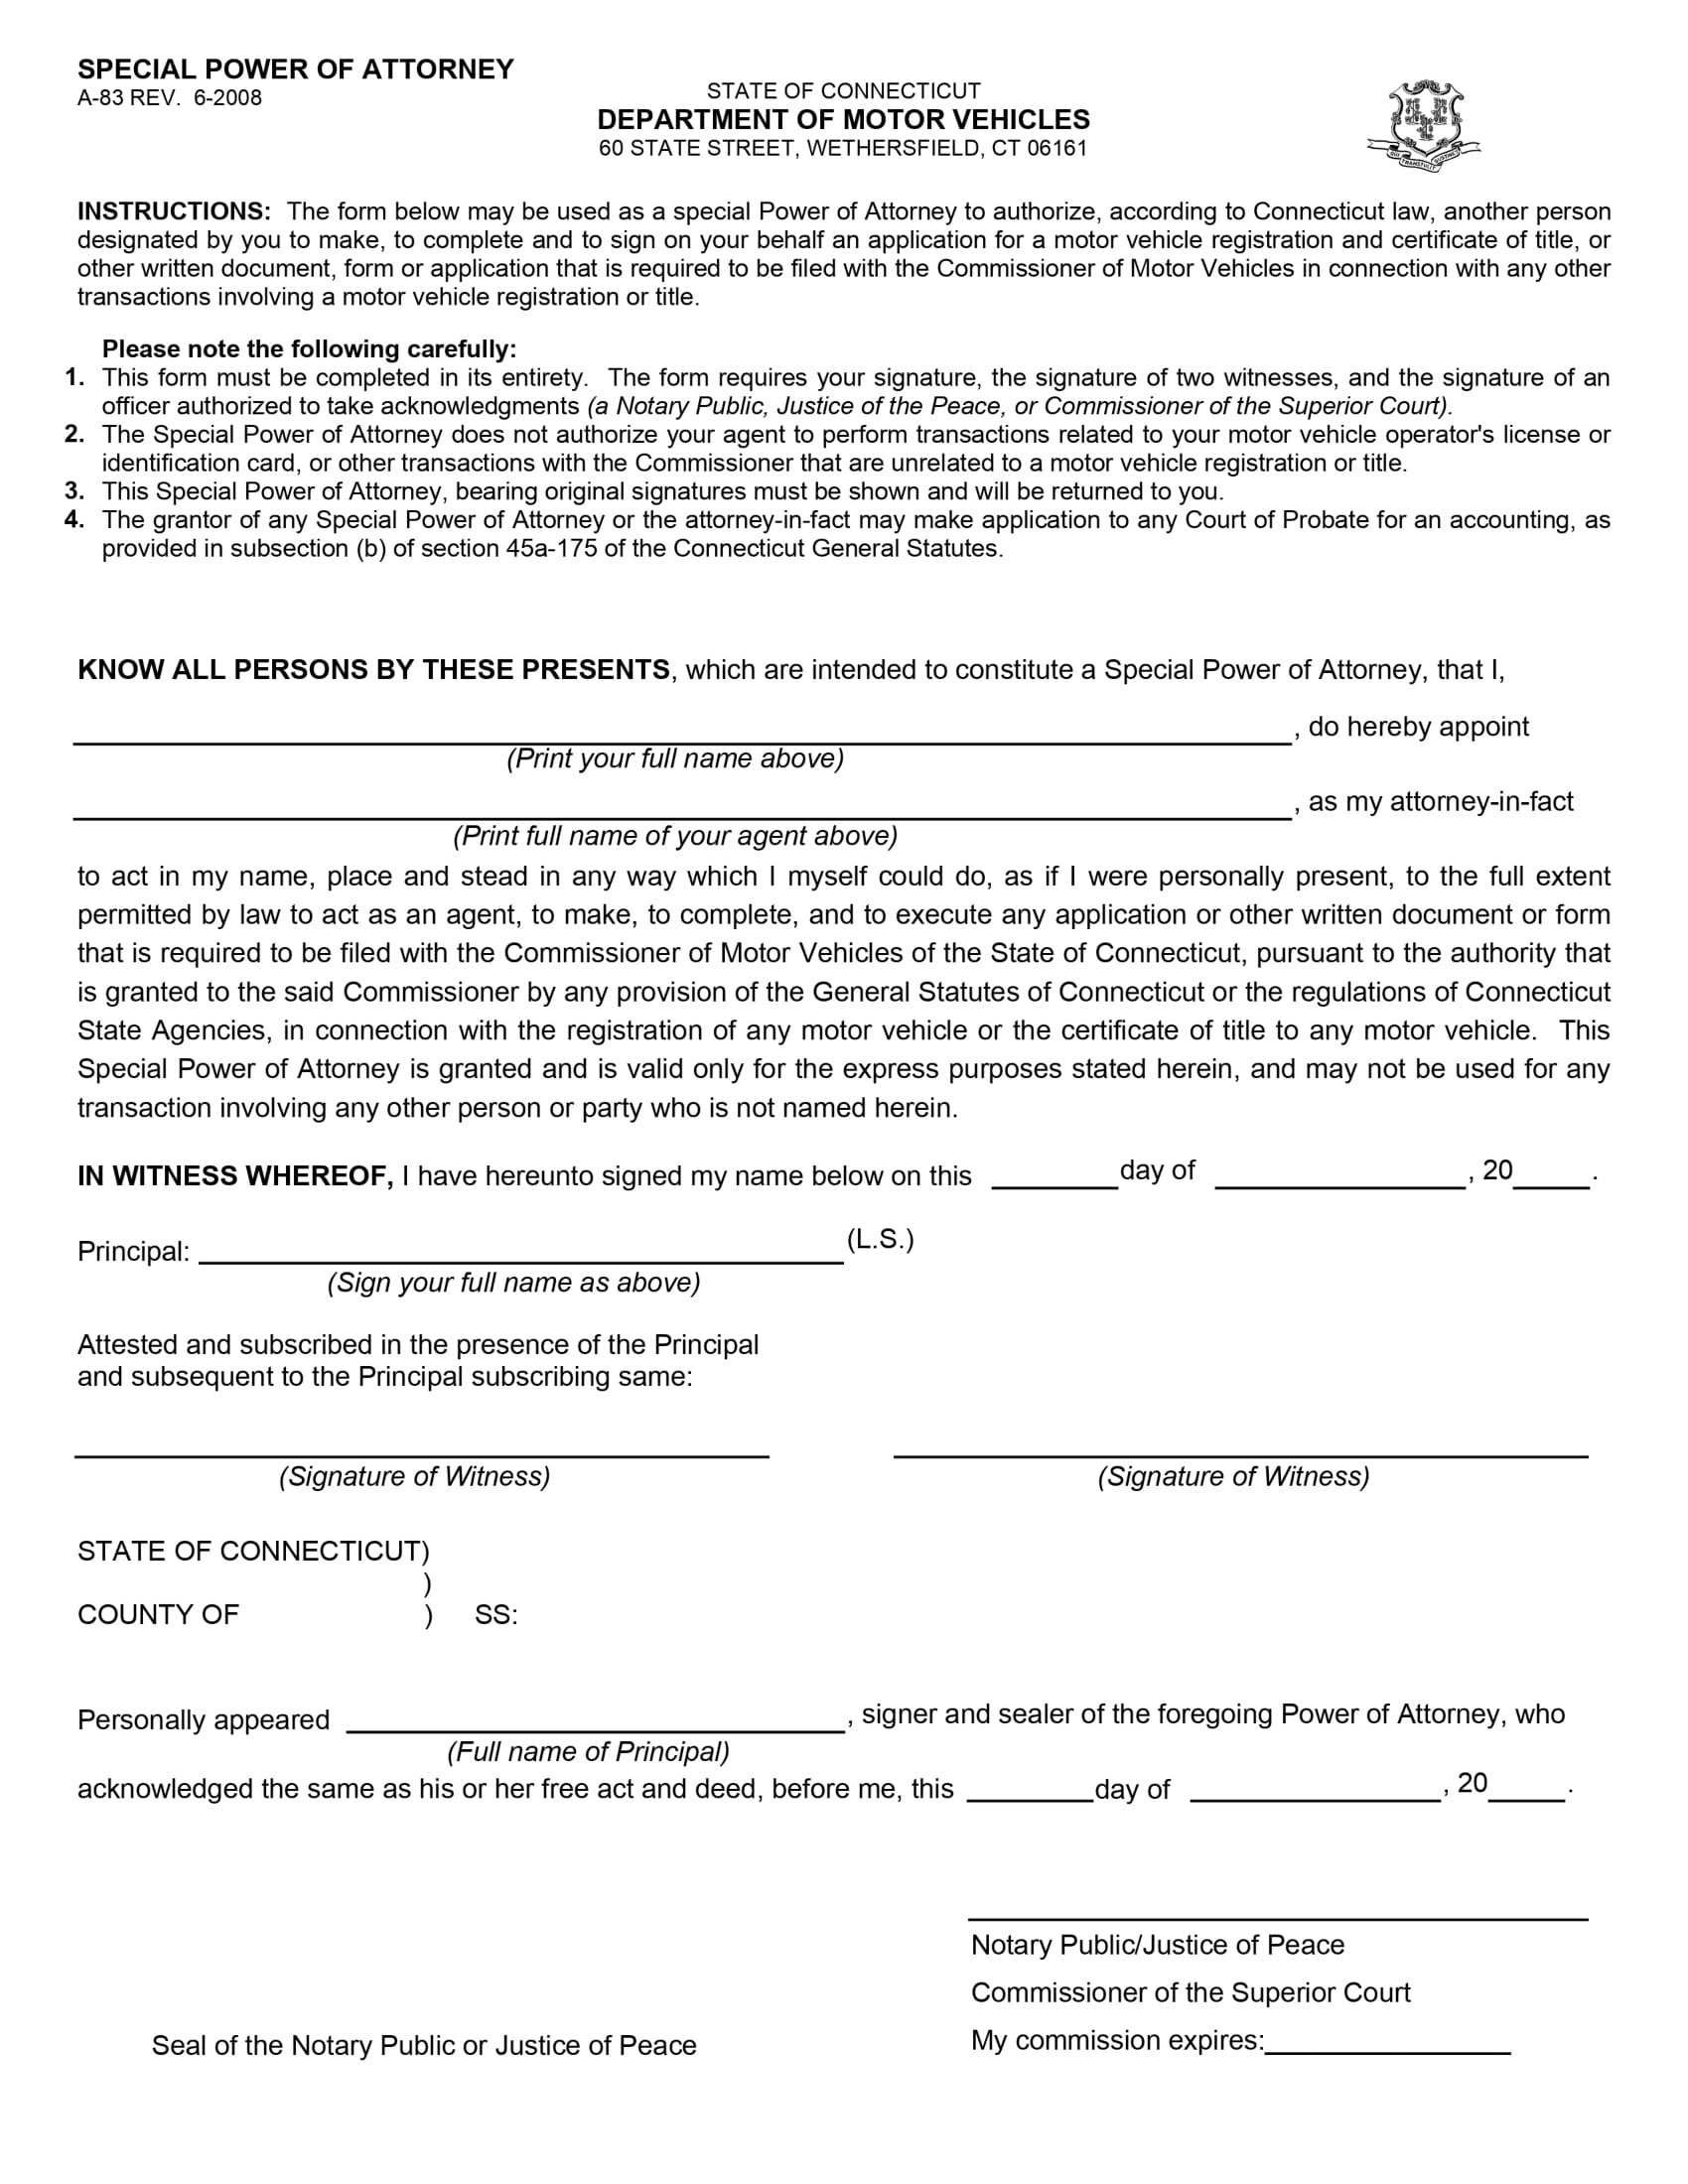 SPECIAL POWER OF ATTORNEY
A-83 REV.  6-2008
STATE OF CONNECTICUT
DEPARTMENT OF MOTOR VEHICLES
60 STATE STREET, WETHERSFIELD, CT 06161
QUI TRANSTULIT SUSTINET
INSTRUCTIONS:  The form below may be used as a special Power of Attorney to authorize, according to Connecticut law, another person
designated by you to make, to complete and to sign on your behalf an application for a motor vehicle registration and certificate of title, or
other written document, form or application that is required to be filed with the Commissioner of Motor Vehicles in connection with any other
transactions involving a motor vehicle registration or title.
Please note the following carefully:
1. This form must be completed in its entirety.  The form requires your signature, the signature of two witnesses, and the signature of an
officer authorized to take acknowledgments (a Notary Public, Justice of the Peace, or Commissioner of the Superior Court).
2. The Special Power of Attorney does not authorize your agent to perform transactions related to your motor vehicle operator's license or
identification card, or other transactions with the Commissioner that are unrelated to a motor vehicle registration or title.
3. This Special Power of Attorney, bearing original signatures must be shown and will be returned to you.
4. The grantor of any Special Power of Attorney or the attorney-in-fact may make application to any Court of Probate for an accounting, as
provided in subsection (b) of section 45a-175 of the Connecticut General Statutes.
KNOW ALL PERSONS BY THESE PRESENTS, which are intended to constitute a Special Power of Attorney, that I,
, do hereby appoint
(Print your full name above)
, as my attorney-in-fact
(Print full name of your agent above)
to act in my name, place and stead in any way which I myself could do, as if I were personally present, to the full extent
permitted by law to act as an agent, to make, to complete, and to execute any application or other written document or form
that is required to be filed with the Commissioner of Motor Vehicles of the State of Connecticut, pursuant to the authority that
is granted to the said Commissioner by any provision of the General Statutes of Connecticut or the regulations of Connecticut
State Agencies, in connection with the registration of any motor vehicle or the certificate of title to any motor vehicle.  This
Special Power of Attorney is granted and is valid only for the express purposes stated herein, and may not be used for any
transaction involving any other person or party who is not named herein.
IN WITNESS WHEREOF, I have hereunto signed my name below on this ________ day of ________, 20_____.
Principal: ________ (L.S.)
(Sign your full name as above)
Attested and subscribed in the presence of the Principal
and subsequent to the Principal subscribing same:
(Signature of Witness) (Signature of Witness)
STATE OF CONNECTICUT)
)
COUNTY OF ) SS:
Personally appeared ________, signer and sealer of the foregoing Power of Attorney, who
(Full name of Principal)
acknowledged the same as his or her free act and deed, before me, this ________ day of ________, 20_____.
Notary Public/Justice of Peace
Commissioner of the Superior Court
Seal of the Notary Public or Justice of Peace
My commission expires:________